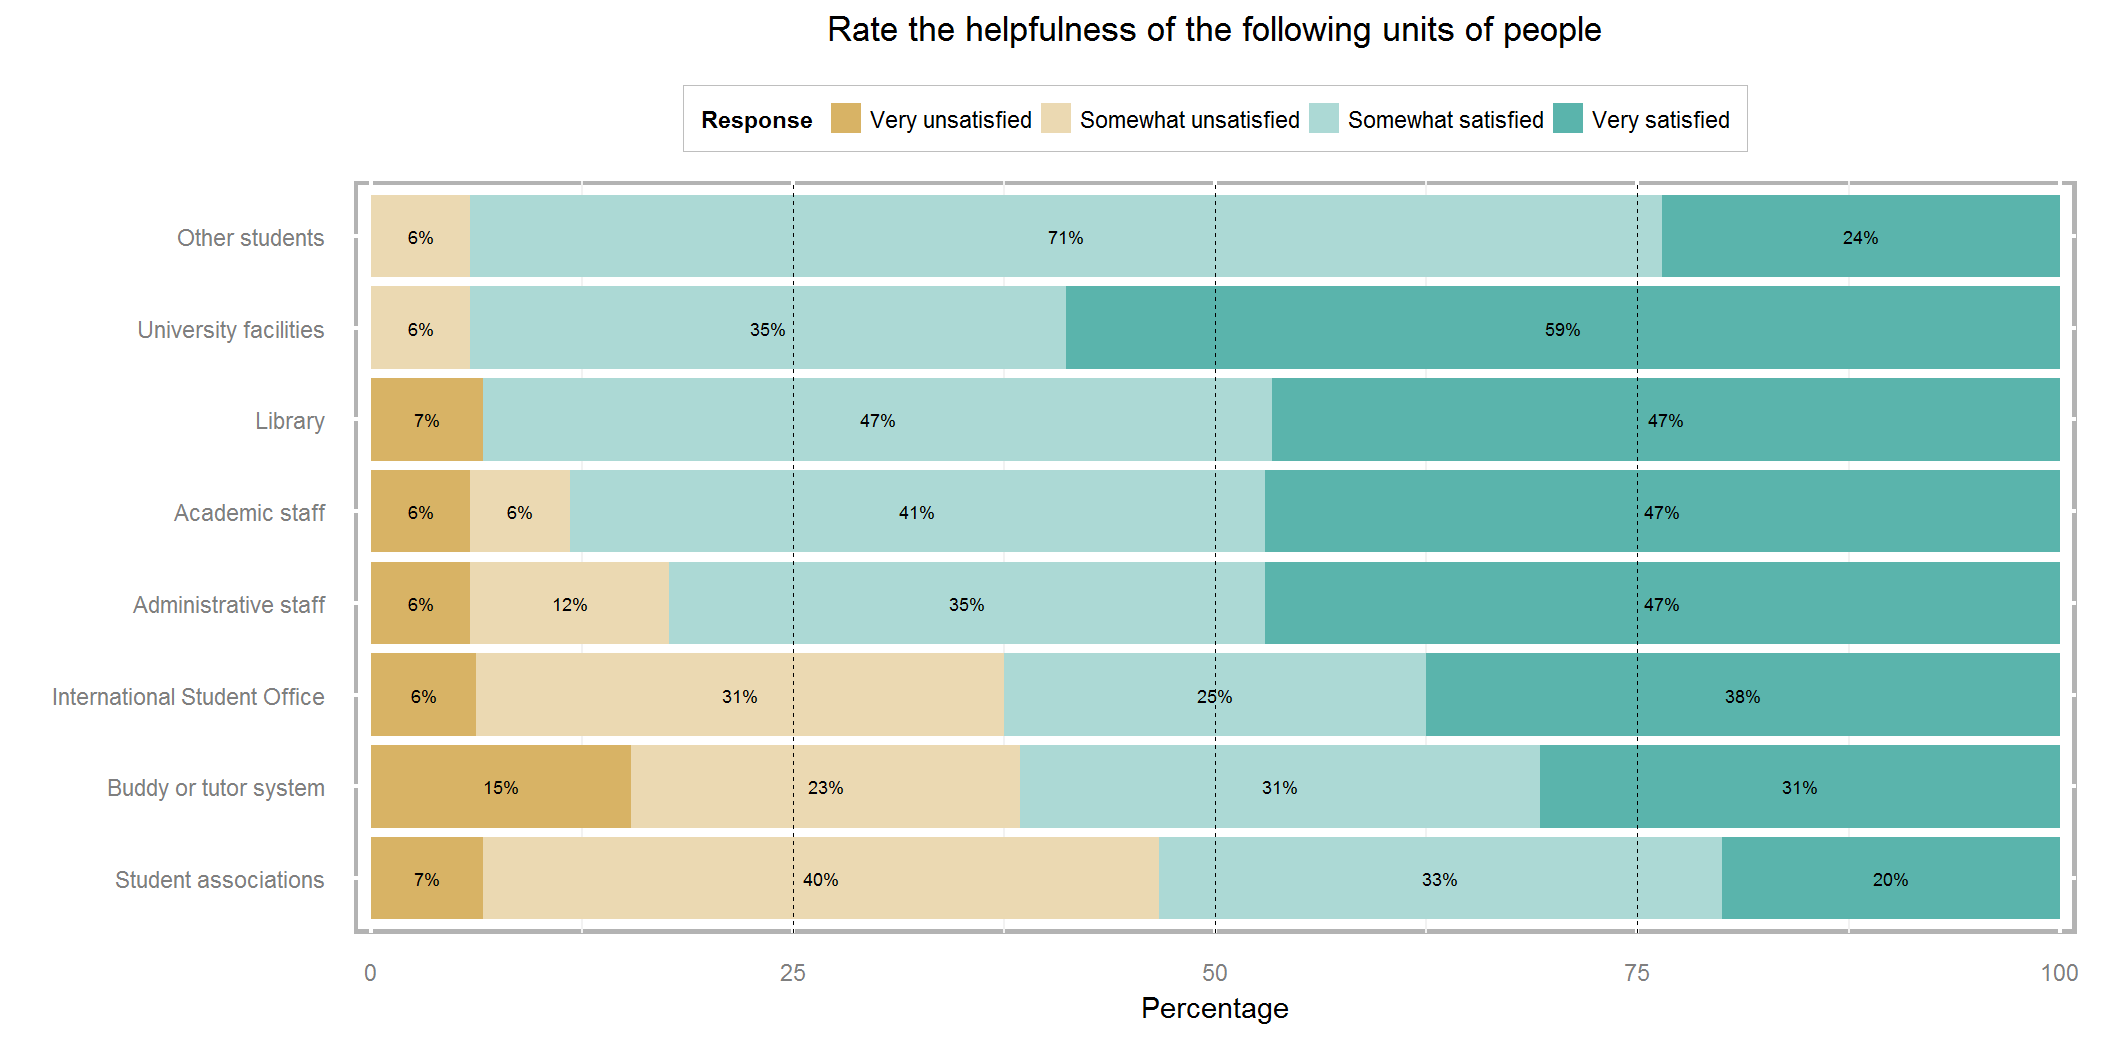 Rate the helpfulness of the following units of people
Response Very unsatisfied Somewhat unsatisfied Somewhat satisfied Very satisfied
Other students 6% 71% 24%
University facilities 6% 35% 59%
Library 7% 47% 47%
Academic staff 6% 6% 41% 47%
Administrative staff 6% 12% 35% 47%
International Student Office 6% 31% 25% 38%
Buddy or tutor system 15% 23% 31% 31%
Student associations 7% 40% 33% 20%
0 25 50 75 100
Percentage